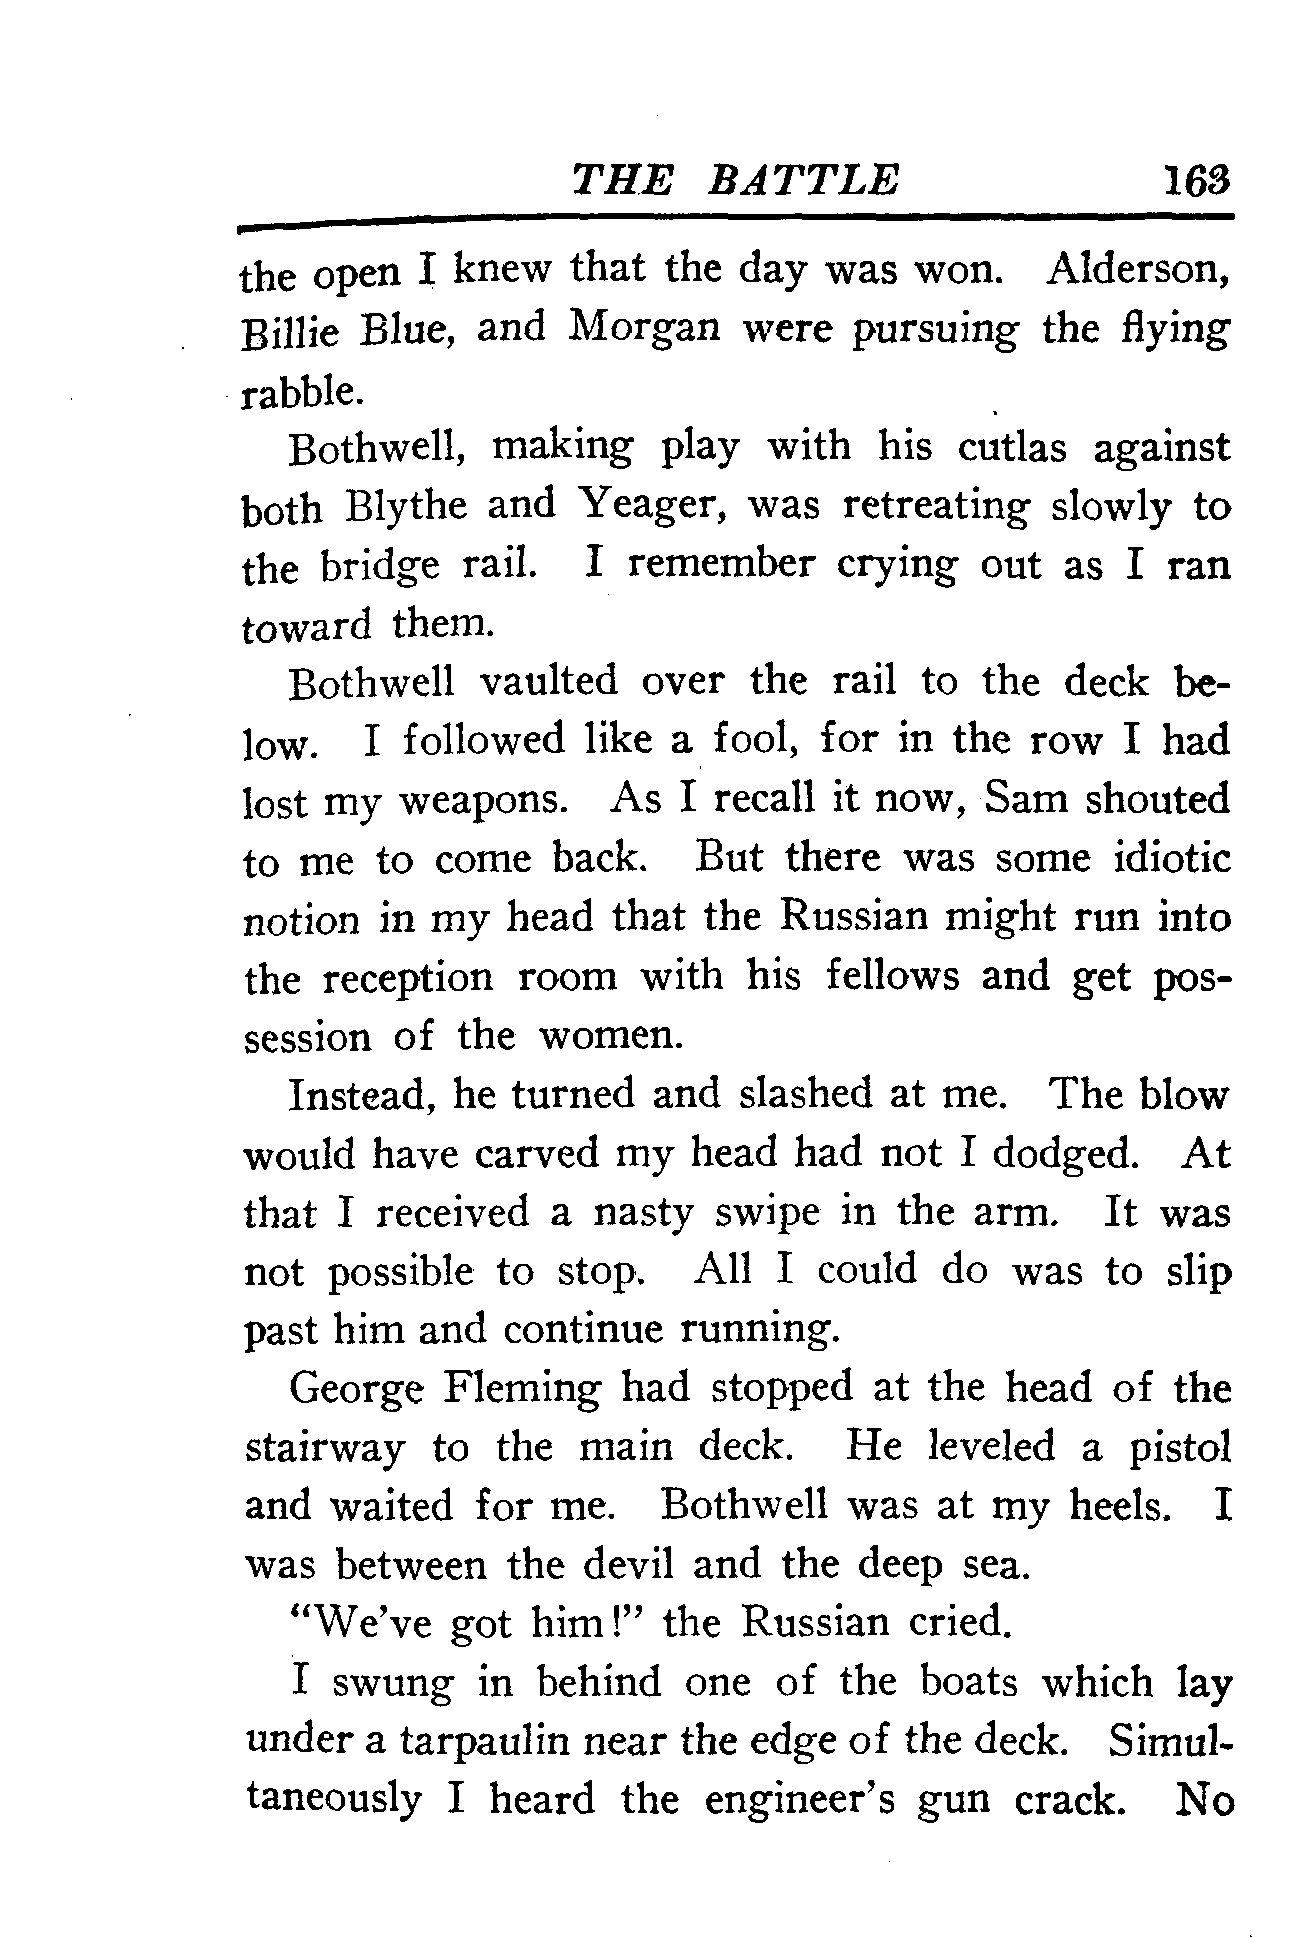 THE BATTLE 163
the open I knew that the day was won. Alderson,
Billie Blue, and Morgan were pursuing the flying
rabble.
Bothwell, making play with his cutlas against
both Blythe and Yeager, was retreating slowly to
the bridge rail. I remember crying out as I ran
toward them.
Bothwell vaulted over the rail to the deck be-
low. I followed like a fool, for in the row I had
lost my weapons. As I recall it now, Sam shouted
to me to come back. But there was some idiotic
notion in my head that the Russian might run into
the reception room with his fellows and get pos-
session of the women.
Instead, he turned and slashed at me. The blow
would have carved my head had not I dodged. At
that I received a nasty swipe in the arm. It was
not possible to stop. All I could do was to slip
past him and continue running.
George Fleming had stopped at the head of the
stairway to the main deck. He leveled a pistol
and waited for me. Bothwell was at my heels. I
was between the devil and the deep sea.
“We’ve got him!” the Russian cried.
I swung in behind one of the boats which lay
under a tarpaulin near the edge of the deck. Simul-
taneously I heard the engineer’s gun crack. No